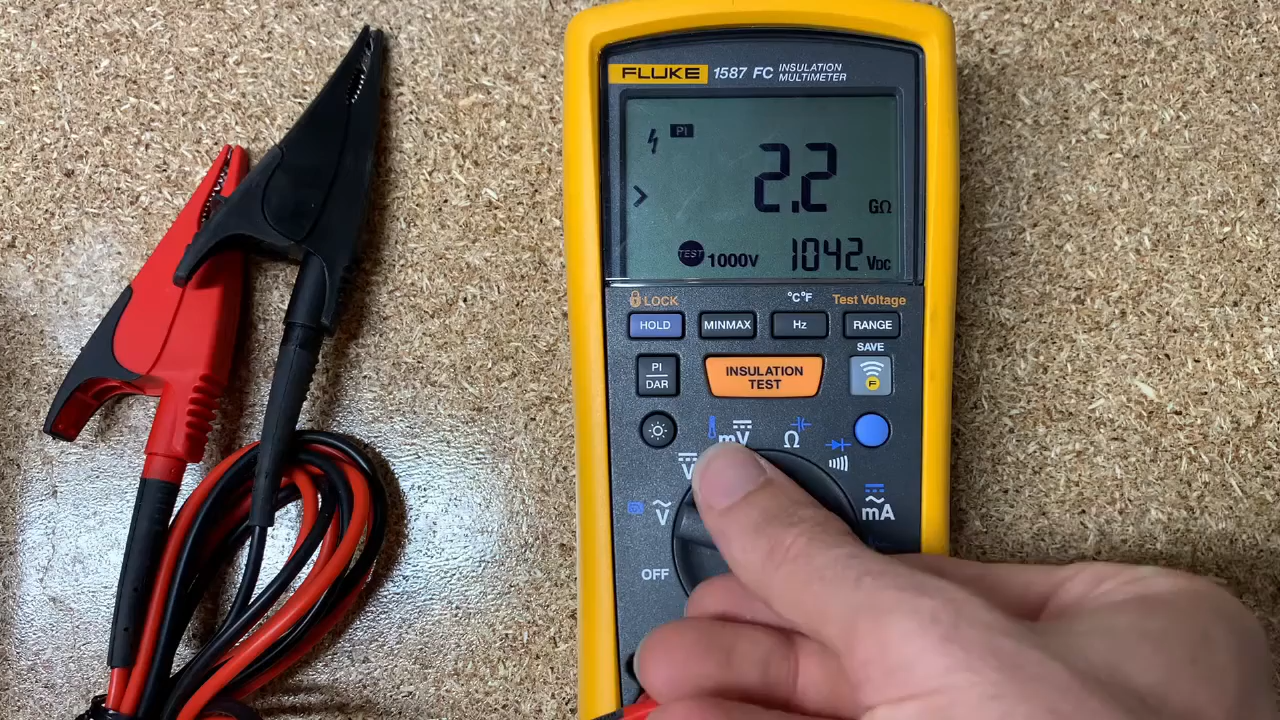 FLUKE 1587 FC INSULATION MULTIMETER
PI
> 2.2 GΩ
TEST 1000V 1042 VDC
LOCK °C°F Test Voltage
HOLD MINMAX Hz RANGE
SAVE
PI
DAR
INSULATION
TEST
F
mV Ω
V
V mA
OFF